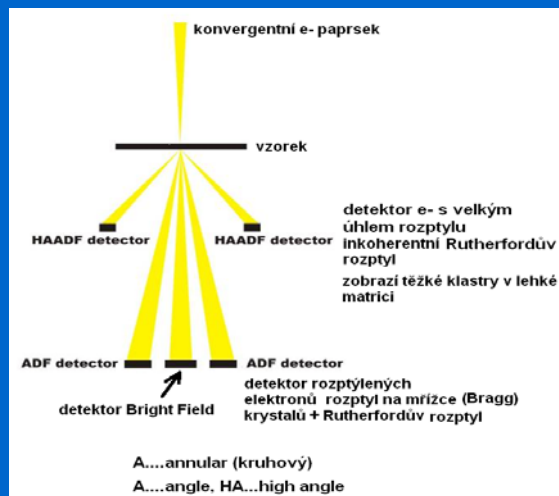 konvergentní e- paprsek
vzorek
HAADF detector
HAADF detector
detektor e- s velkým
úhlem rozptylu
inkoherentní Rutherfordův
rozptyl
zobrazí těžké klastry v lehké
matrici
ADF detector
ADF detector
detektor Bright Field
detektor rozptýlených
elektronů rozptyl na mřížce (Bragg)
krystalů + Rutherfordův rozptyl
A....annular (kruhový)
A....angle, HA...high angle